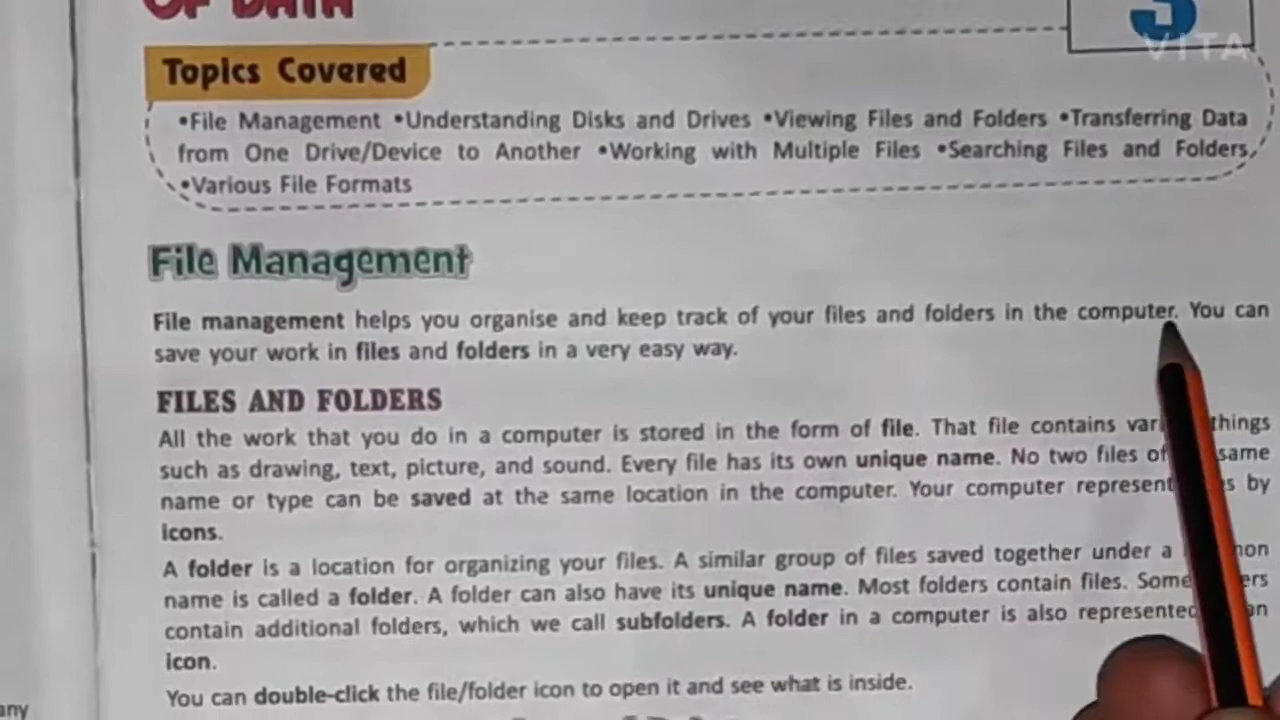 OF DATA
3
VITA
Topics Covered
•File Management •Understanding Disks and Drives •Viewing Files and Folders •Transferring Data
from One Drive/Device to Another •Working with Multiple Files •Searching Files and Folders
•Various File Formats
File Management
File management helps you organise and keep track of your files and folders in the computer. You can
save your work in files and folders in a very easy way.
FILES AND FOLDERS
All the work that you do in a computer is stored in the form of file. That file contains things
such as drawing, text, picture, and sound. Every file has its own unique name. No two files of same
name or type can be saved at the same location in the computer. Your computer by
icons.
A folder is a location for organizing your files. A similar group of files saved together under a
name is called a folder. A folder can also have its unique name. Most folders contain files. Some
contain additional folders, which we call subfolders. A folder in a computer is also represented
icon.
You can double-click the file/folder icon to open it and see what is inside.
any